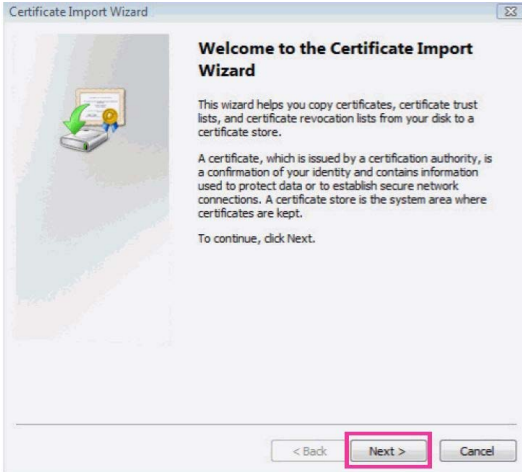 Certificate Import Wizard
Welcome to the Certificate Import
Wizard
This wizard helps you copy certificates, certificate trust
lists, and certificate revocation lists from your disk to a
certificate store.
A certificate, which is issued by a certification authority, is
a confirmation of your identity and contains information
used to protect data or to establish secure network
connections. A certificate store is the system area where
certificates are kept.
To continue, click Next.
< Back Next > Cancel